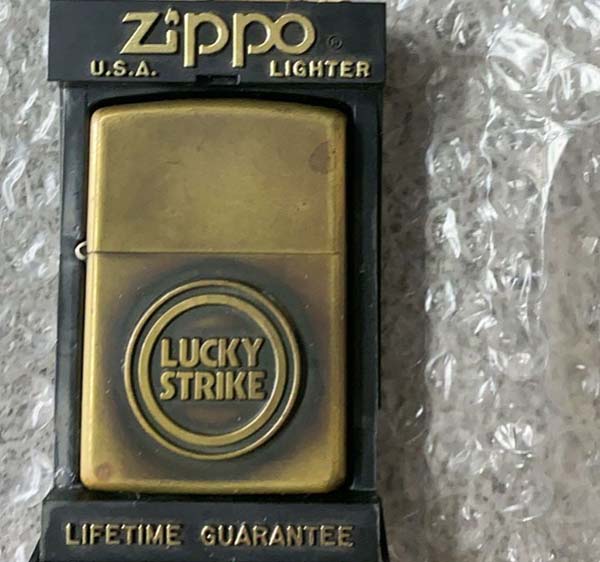 Zippo ®
U.S.A. LIGHTER
LUCKY
STRIKE
LIFETIME GUARANTEE